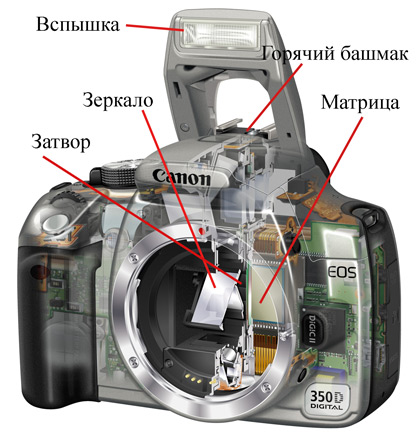 Вспышка
Горячий башмак
Зеркало
Матрица
Затвор
Canon
EOS
DIGIC II
350D
DIGITAL